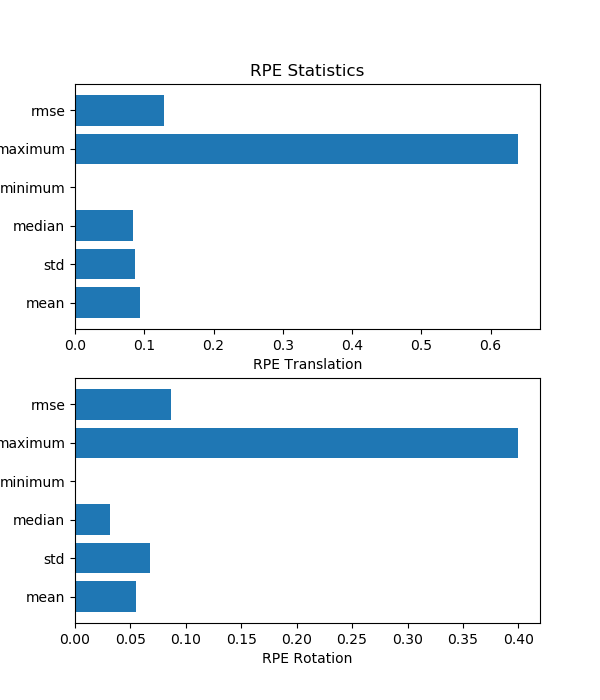 RPE Statistics
rmse
maximum
minimum
median
std
mean
0.0 0.1 0.2 0.3 0.4 0.5 0.6
RPE Translation
rmse
maximum
minimum
median
std
mean
0.00 0.05 0.10 0.15 0.20 0.25 0.30 0.35 0.40
RPE Rotation